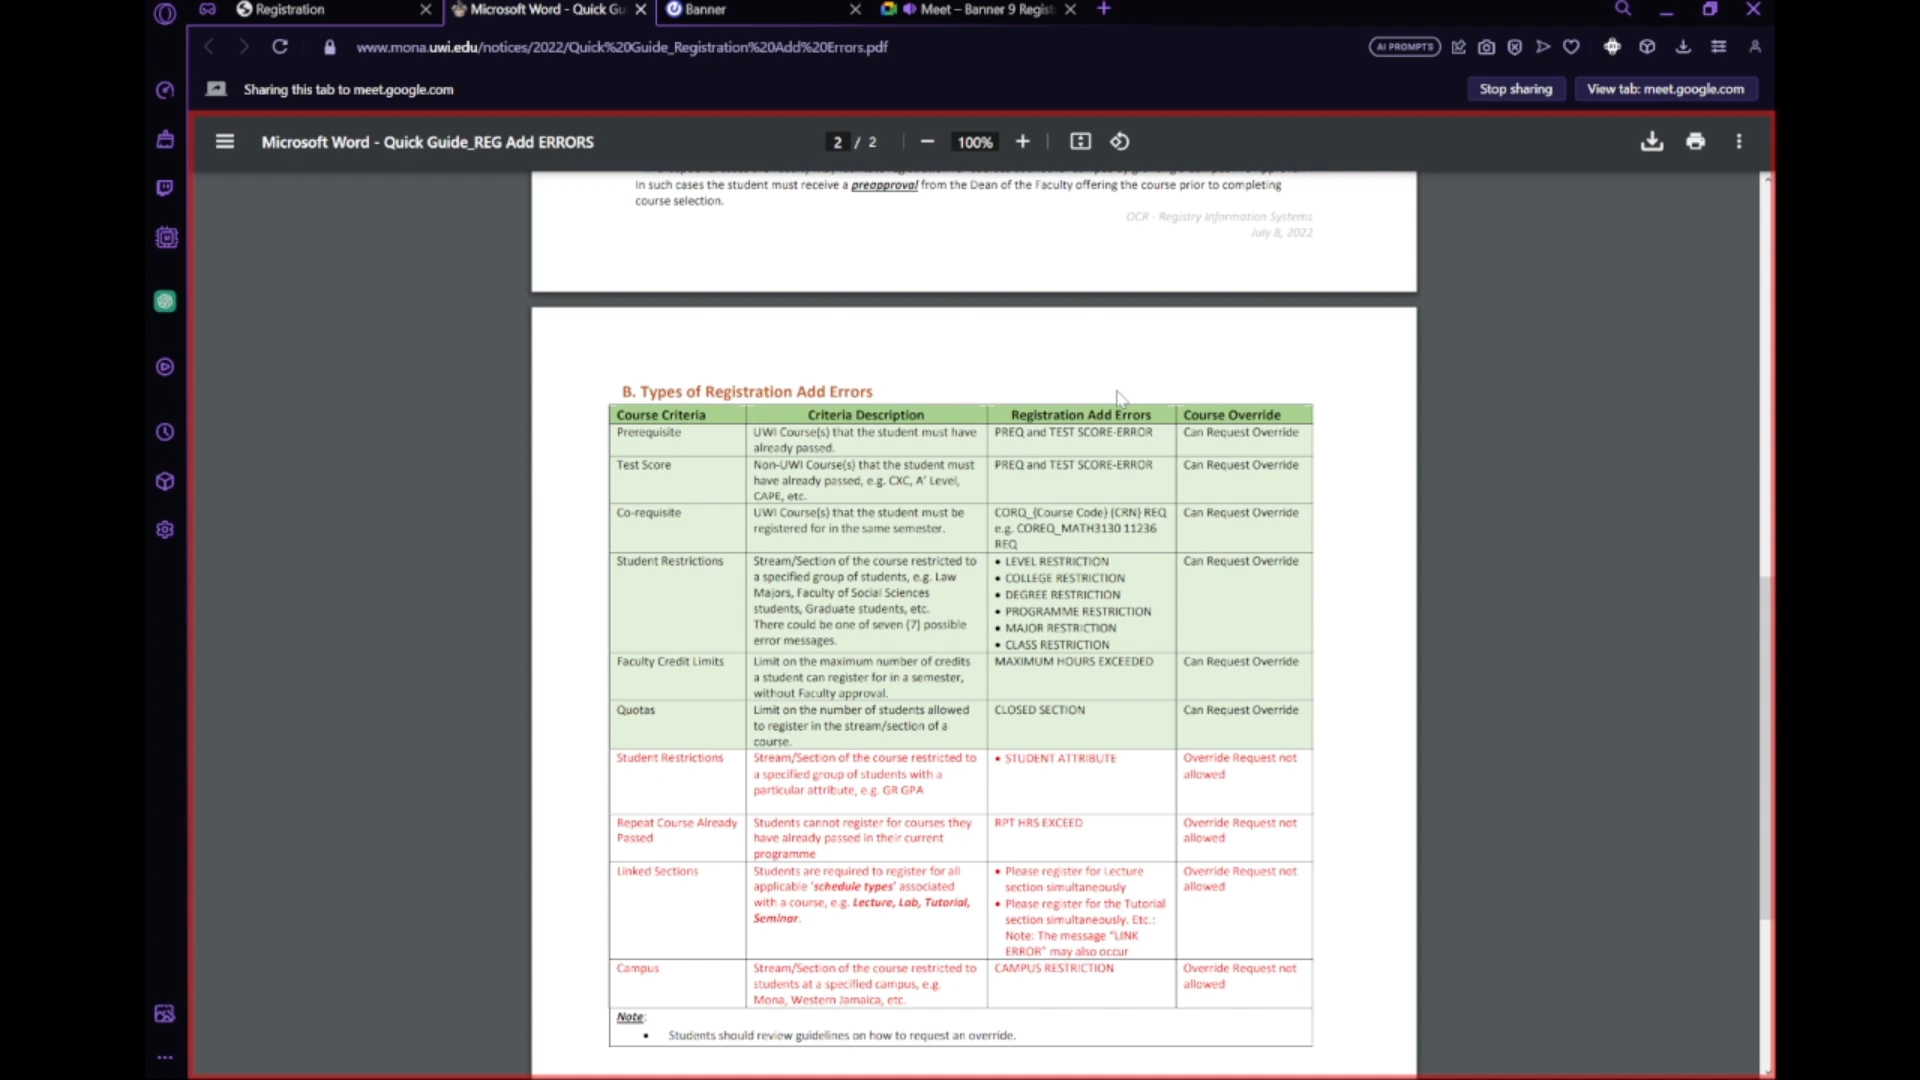 Registration
Microsoft Word - Quick Gu
Banner
Meet – Banner 9 Regist
www.mona.uwi.edu/notices/2022/Quick%20Guide_Registration%20Add%20Errors.pdf
AI PROMPTS
Sharing this tab to meet.google.com
Stop sharing
View tab: meet.google.com
Microsoft Word - Quick Guide_REG Add ERRORS
2 / 2
100%
In such cases the student must receive a preapproval from the Dean of the Faculty offering the course prior to completing
course selection.
OCR - Registry Information Systems
July 8, 2022
B. Types of Registration Add Errors
Course Criteria
Criteria Description
Registration Add Errors
Course Override
Prerequisite
UWI Course(s) that the student must have
already passed.
PREQ and TEST SCORE-ERROR
Can Request Override
Test Score
Non-UWI Course(s) that the student must
have already passed, e.g. CXC, A' Level,
CAPE, etc.
PREQ and TEST SCORE-ERROR
Can Request Override
Co-requisite
UWI Course(s) that the student must be
registered for in the same semester.
CORQ_(Course Code) (CRN) REQ
e.g. COREQ_MATH3130 11236
REQ
Can Request Override
Student Restrictions
Stream/Section of the course restricted to
a specified group of students, e.g. Law
Majors, Faculty of Social Sciences
students, Graduate students, etc.
There could be one of seven (7) possible
error messages.
• LEVEL RESTRICTION
• COLLEGE RESTRICTION
• DEGREE RESTRICTION
• PROGRAMME RESTRICTION
• MAJOR RESTRICTION
• CLASS RESTRICTION
Can Request Override
Faculty Credit Limits
Limit on the maximum number of credits
a student can register for in a semester,
without Faculty approval.
MAXIMUM HOURS EXCEEDED
Can Request Override
Quotas
Limit on the number of students allowed
to register in the stream/section of a
course.
CLOSED SECTION
Can Request Override
Student Restrictions
Stream/Section of the course restricted to
a specified group of students with a
particular attribute, e.g. GR GPA
• STUDENT ATTRIBUTE
Override Request not
allowed
Repeat Course Already
Passed
Students cannot register for courses they
have already passed in their current
programme
RPT HRS EXCEED
Override Request not
allowed
Linked Sections
Students are required to register for all
applicable 'schedule types' associated
with a course, e.g. Lecture, Lab, Tutorial,
Seminar.
• Please register for Lecture
section simultaneously
• Please register for the Tutorial
section simultaneously. Etc.:
Note: The message "LINK
ERROR" may also occur
Override Request not
allowed
Campus
Stream/Section of the course restricted to
students at a specified campus, e.g.
Mona, Western Jamaica, etc.
CAMPUS RESTRICTION
Override Request not
allowed
Note:
• Students should review guidelines on how to request an override.